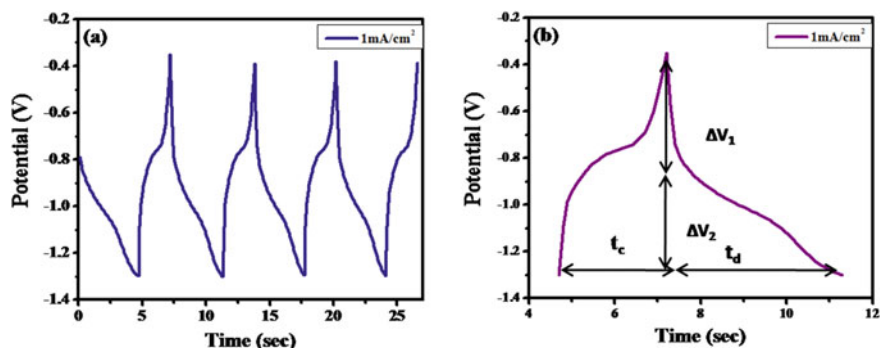 (a)
1mA/cm²
-0.2
-0.4
-0.6
-0.8
-1.0
-1.2
-1.4
Potential (V)
0 5 10 15 20 25
Time (sec)
(b)
1mA/cm²
-0.2
-0.4
-0.6
-0.8
-1.0
-1.2
-1.4
Potential (V)
ΔV₁
ΔV₂
t_c t_d
4 6 8 10 12
Time (sec)